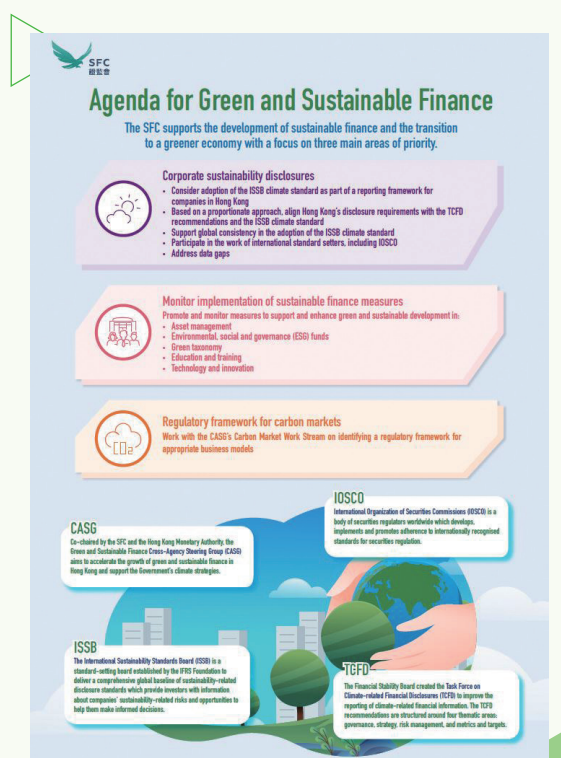 SFC
證監會
Agenda for Green and Sustainable Finance
The SFC supports the development of sustainable finance and the transition
to a greener economy with a focus on three main areas of priority.
Corporate sustainability disclosures
• Consider adoption of the ISSB climate standard as part of a reporting framework for
companies in Hong Kong
• Based on a proportionate approach, align Hong Kong's disclosure requirements with the TCFD
recommendations and the ISSB climate standard
• Support global consistency in the adoption of the ISSB climate standard
• Participate in the work of international standard setters, including IOSCO
• Address data gaps
Monitor implementation of sustainable finance measures
Promote and monitor measures to support and enhance green and sustainable development in:
• Asset management
• Environmental, social and governance (ESG) funds
• Green taxonomy
• Education and training
• Technology and innovation
CO2
Regulatory framework for carbon markets
Work with the CASG's Carbon Market Work Stream on identifying a regulatory framework for
appropriate business models
IOSCO
International Organization of Securities Commissions (IOSCO) is a
body of securities regulators worldwide which develops,
implements and promotes adherence to internationally recognised
standards for securities regulation.
CASG
Co-chaired by the SFC and the Hong Kong Monetary Authority, the
Green and Sustainable Finance Cross-Agency Steering Group (CASG)
aims to accelerate the growth of green and sustainable finance in
Hong Kong and support the Government's climate strategies.
ISSB
The International Sustainability Standards Board (ISSB) is a
standard-setting board established by the IFRS Foundation to
deliver a comprehensive global baseline of sustainability-related
disclosure standards which provide investors with information
about companies' sustainability-related risks and opportunities to
help them make informed decisions.
TCFD
The Financial Stability Board created the Task Force on
Climate-related Financial Disclosures (TCFD) to improve the
reporting of climate-related financial information. The TCFD
recommendations are structured around four thematic areas:
governance, strategy, risk management, and metrics and targets.